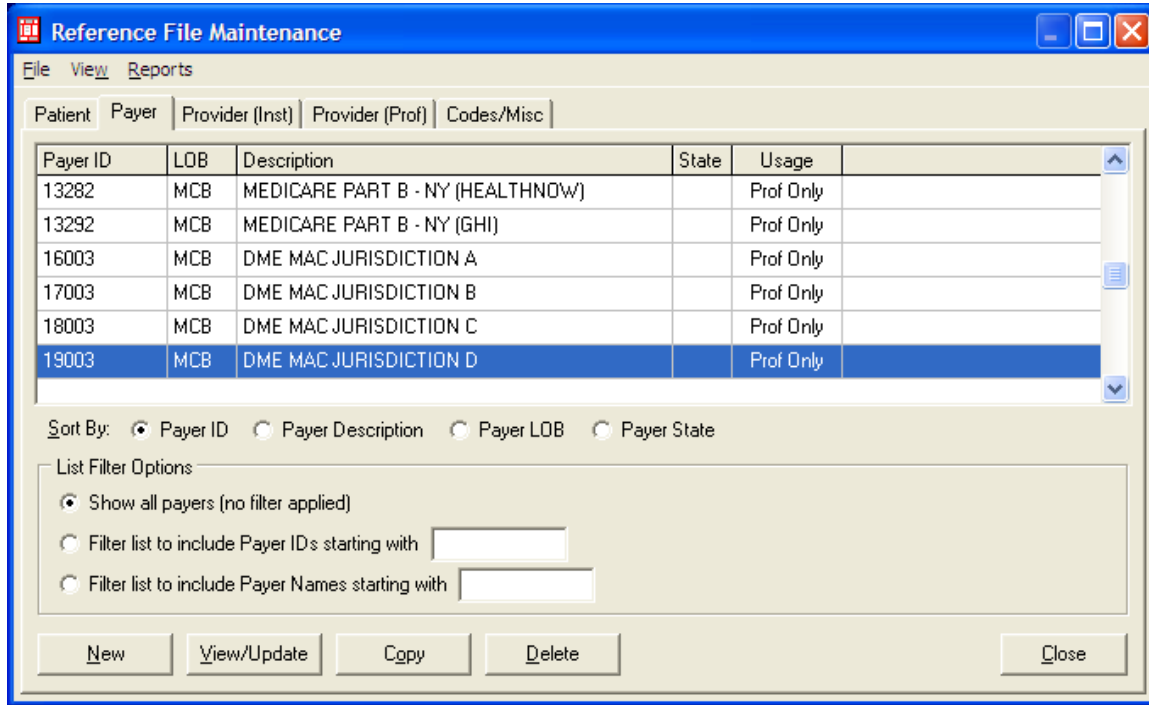 Reference File Maintenance
File View Reports
Patient Payer Provider (Inst) Provider (Prof) Codes/Misc
Payer ID LOB Description State Usage
13282 MCB MEDICARE PART B - NY (HEALTHNOW) Prof Only
13292 MCB MEDICARE PART B - NY (GHI) Prof Only
16003 MCB DME MAC JURISDICTION A Prof Only
17003 MCB DME MAC JURISDICTION B Prof Only
18003 MCB DME MAC JURISDICTION C Prof Only
19003 MCB DME MAC JURISDICTION D Prof Only
Sort By: Payer ID Payer Description Payer LOB Payer State
List Filter Options
Show all payers (no filter applied)
Filter list to include Payer IDs starting with
Filter list to include Payer Names starting with
New View/Update Copy Delete Close